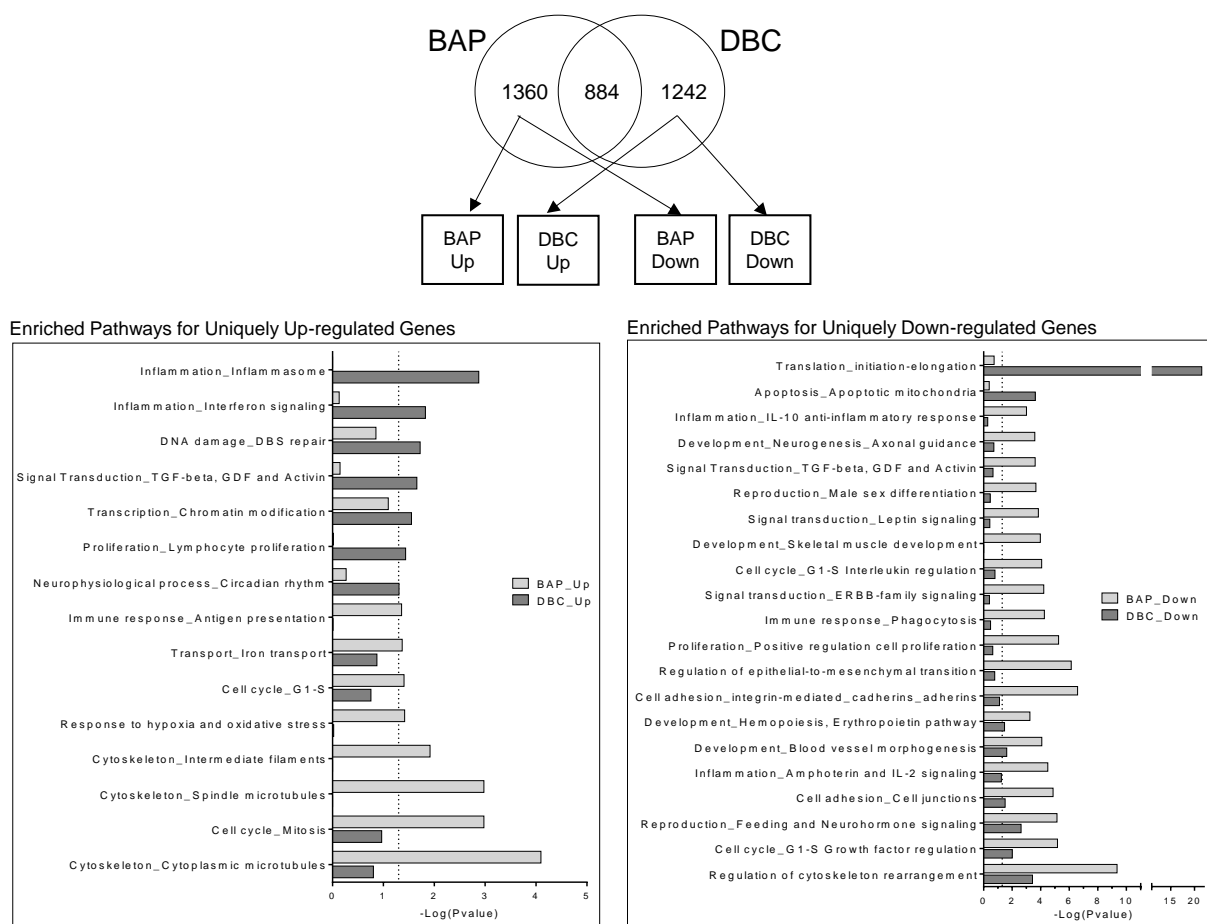 BAP
DBC
1360
884
1242
BAP
Up
DBC
Up
BAP
Down
DBC
Down
Enriched Pathways for Uniquely Up-regulated Genes
Inflammation_Inflammasome
Inflammation_Interferon signaling
DNA damage_DBS repair
Signal Transduction_TGF-beta, GDF and Activin
Transcription_Chromatin modification
Proliferation_Lymphocyte proliferation
Neurophysiological process_Circadian rhythm
Immune response_Antigen presentation
Transport_Iron transport
Cell cycle_G1-S
Response to hypoxia and oxidative stress
Cytoskeleton_Intermediate filaments
Cytoskeleton_Spindle microtubules
Cell cycle_Mitosis
Cytoskeleton_Cytoplasmic microtubules
BAP_Up
DBC_Up
0 1 2 3 4 5
-Log(Pvalue)
Enriched Pathways for Uniquely Down-regulated Genes
Translation_initiation-elongation
Apoptosis_Apoptotic mitochondria
Inflammation_IL-10 anti-inflammatory response
Development_Neurogenesis_Axonal guidance
Signal Transduction_TGF-beta, GDF and Activin
Reproduction_Male sex differentiation
Signal transduction_Leptin signaling
Development_Skeletal muscle development
Cell cycle_G1-S Interleukin regulation
Signal transduction_ERBB-family signaling
Immune response_Phagocytosis
Proliferation_Positive regulation cell proliferation
Regulation of epithelial-to-mesenchymal transition
Cell adhesion_integrin-mediated_cadherins_adherins
Development_Hemopoiesis, Erythropoietin pathway
Development_Blood vessel morphogenesis
Inflammation_Amphoterin and IL-2 signaling
Cell adhesion_Cell junctions
Reproduction_Feeding and Neurohormone signaling
Cell cycle_G1-S Growth factor regulation
Regulation of cytoskeleton rearrangement
BAP_Down
DBC_Down
0 2 4 6 8 10 15 20
-Log(Pvalue)